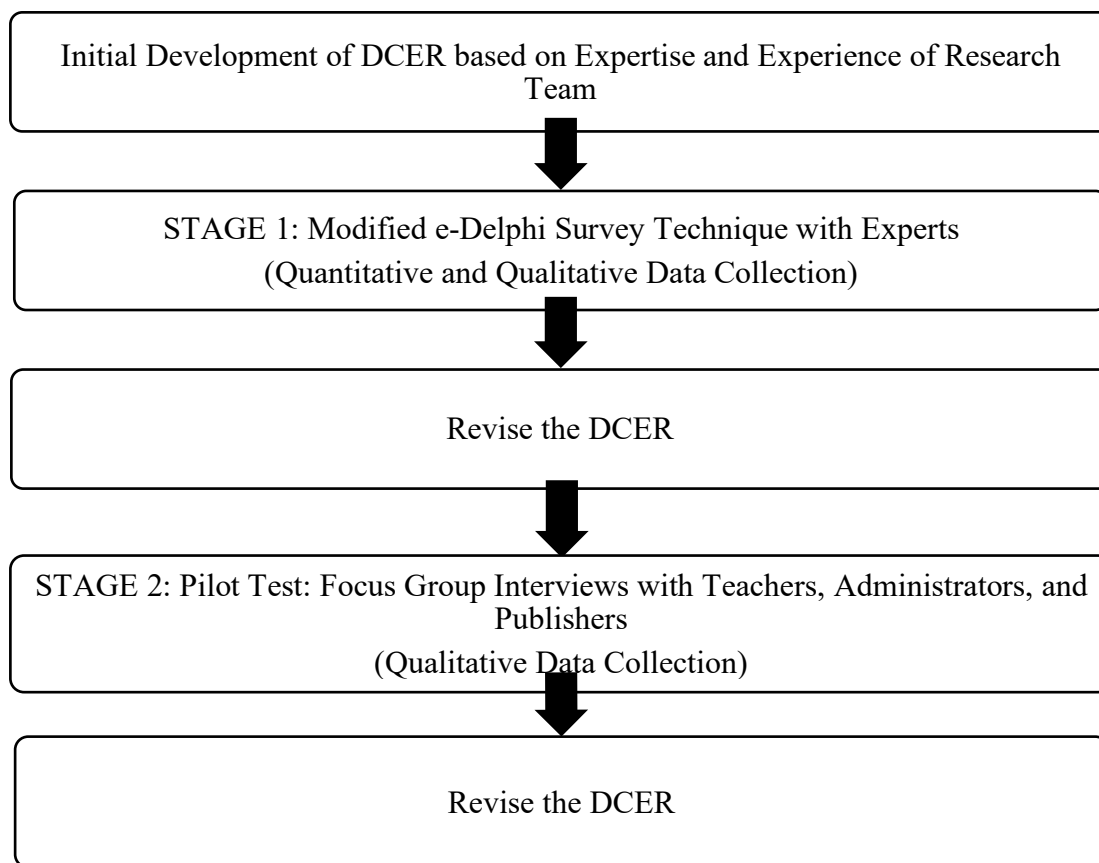 Initial Development of DCER based on Expertise and Experience of Research
Team
STAGE 1: Modified e-Delphi Survey Technique with Experts
(Quantitative and Qualitative Data Collection)
Revise the DCER
STAGE 2: Pilot Test: Focus Group Interviews with Teachers, Administrators, and
Publishers
(Qualitative Data Collection)
Revise the DCER